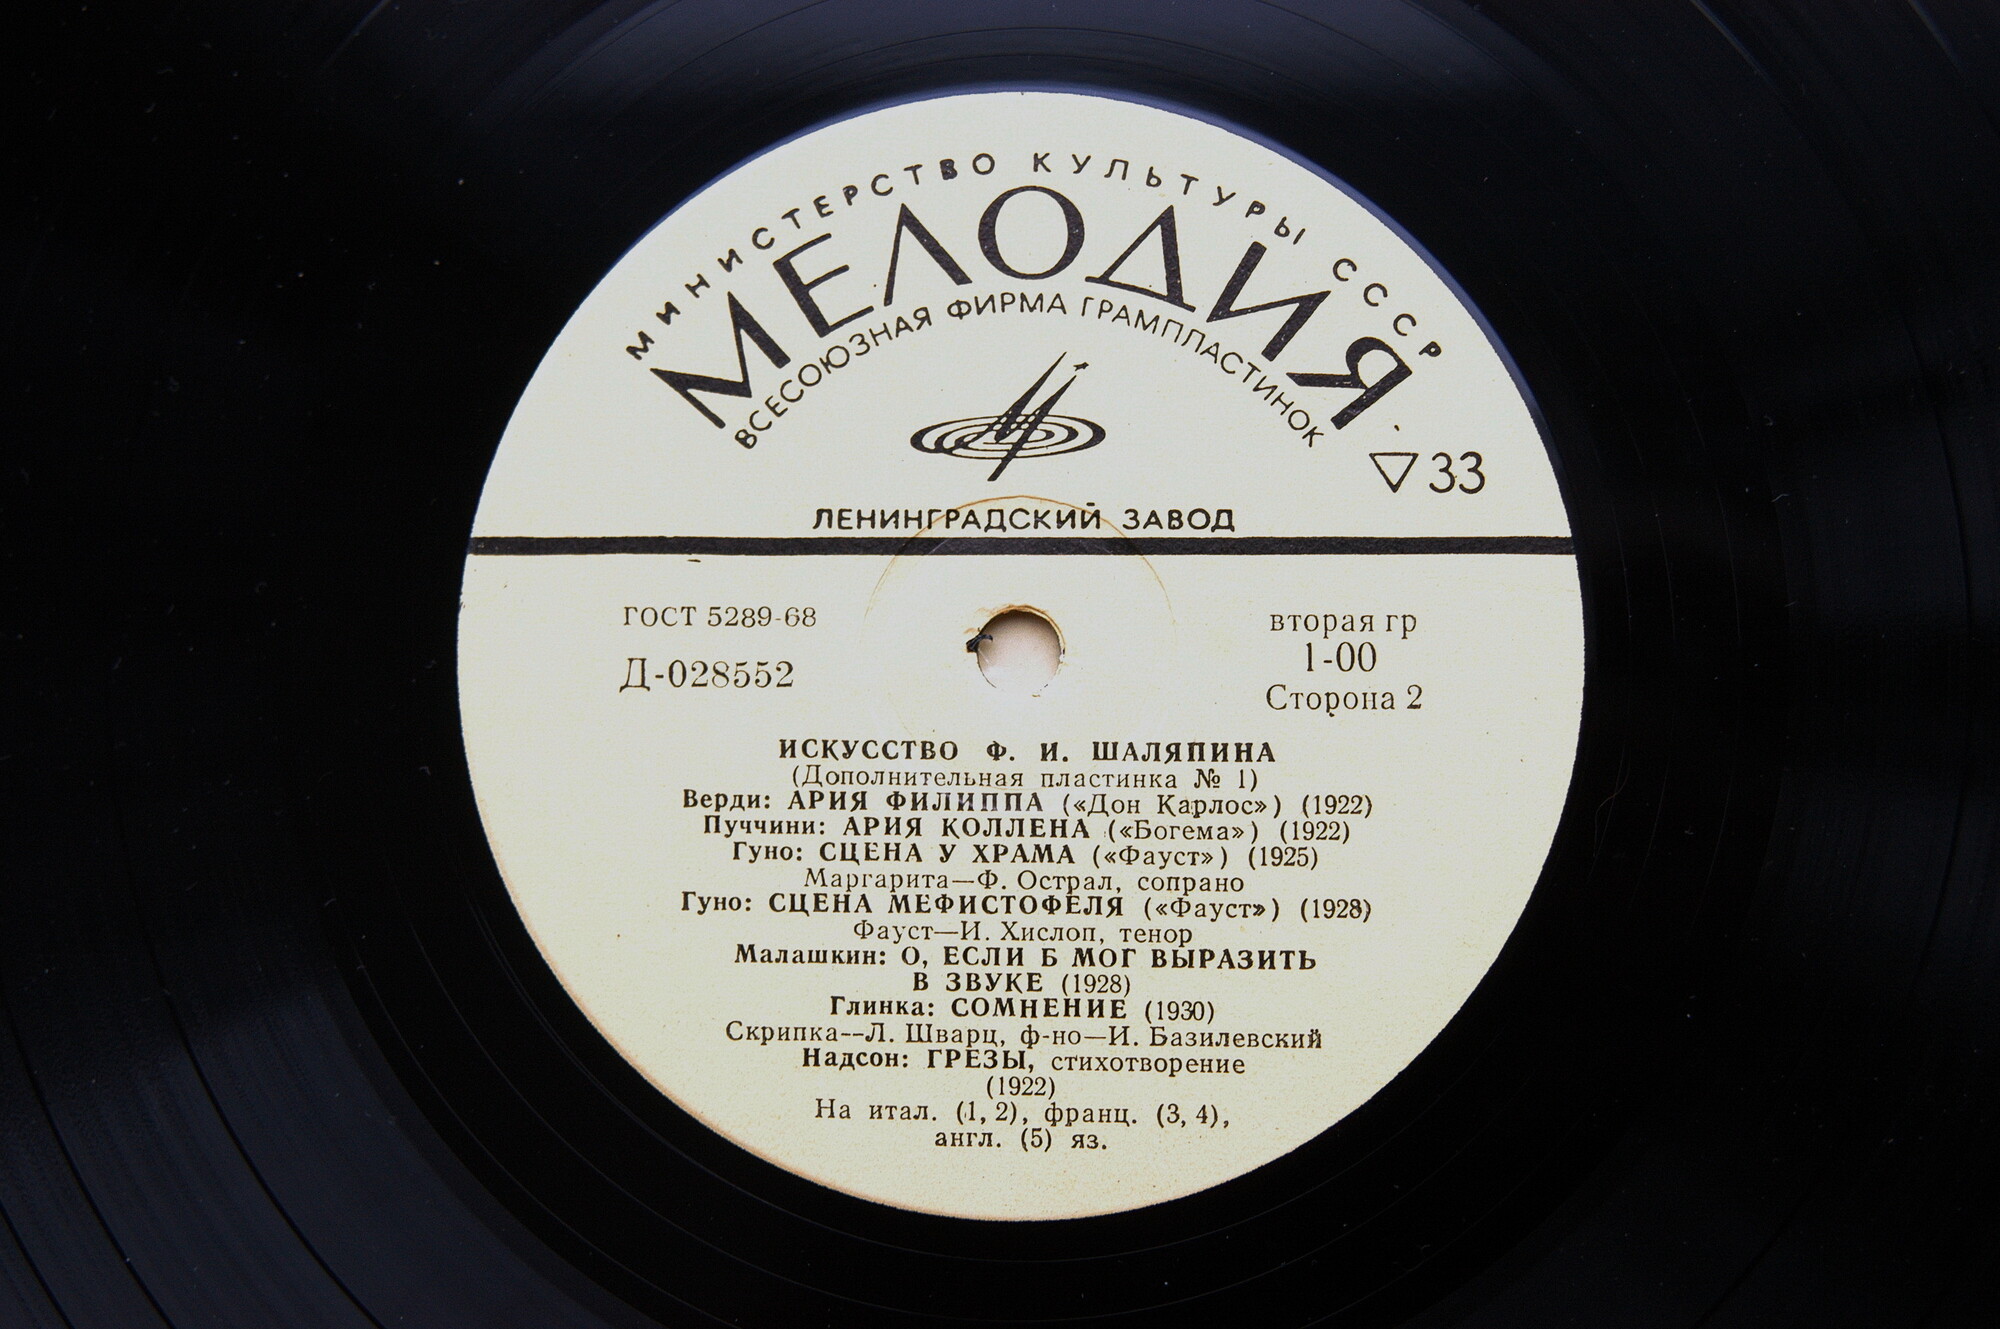 МИНИСТЕРСТВО КУЛЬТУРЫ СССР
МЕЛОДИЯ
ВСЕСОЮЗНАЯ ФИРМА ГРАМПЛАСТИНОК
33
ЛЕНИНГРАДСКИЙ ЗАВОД
ГОСТ 5289-68
Д-028552
вторая гр
1-00
Сторона 2
ИСКУССТВО Ф. И. ШАЛЯПИНА
(Дополнительная пластинка № 1)
Верди: АРИЯ ФИЛИППА («Дон Карлос») (1922)
Пуччини: АРИЯ КОЛЛЕНА («Богема») (1922)
Гуно: СЦЕНА У ХРАМА («Фауст») (1925)
Маргарита—Ф. Острал, сопрано
Гуно: СЦЕНА МЕФИСТОФЕЛЯ («Фауст») (1928)
Фауст—И. Хислоп, тенор
Малашкин: О, ЕСЛИ Б МОГ ВЫРАЗИТЬ
В ЗВУКЕ (1928)
Глинка: СОМНЕНИЕ (1930)
Скрипка--Л. Шварц, ф-но—И. Базилевский
Надсон: ГРЕЗЫ, стихотворение
(1922)
На итал. (1, 2), франц. (3, 4),
англ. (5) яз.